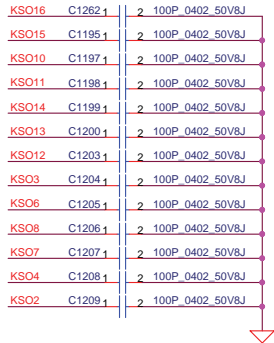 KSO16 C1262 1 2 100P_0402_50V8J
KSO15 C1195 1 2 100P_0402_50V8J
KSO10 C1197 1 2 100P_0402_50V8J
KSO11 C1198 1 2 100P_0402_50V8J
KSO14 C1199 1 2 100P_0402_50V8J
KSO13 C1200 1 2 100P_0402_50V8J
KSO12 C1203 1 2 100P_0402_50V8J
KSO3 C1204 1 2 100P_0402_50V8J
KSO6 C1205 1 2 100P_0402_50V8J
KSO8 C1206 1 2 100P_0402_50V8J
KSO7 C1207 1 2 100P_0402_50V8J
KSO4 C1208 1 2 100P_0402_50V8J
KSO2 C1209 1 2 100P_0402_50V8J